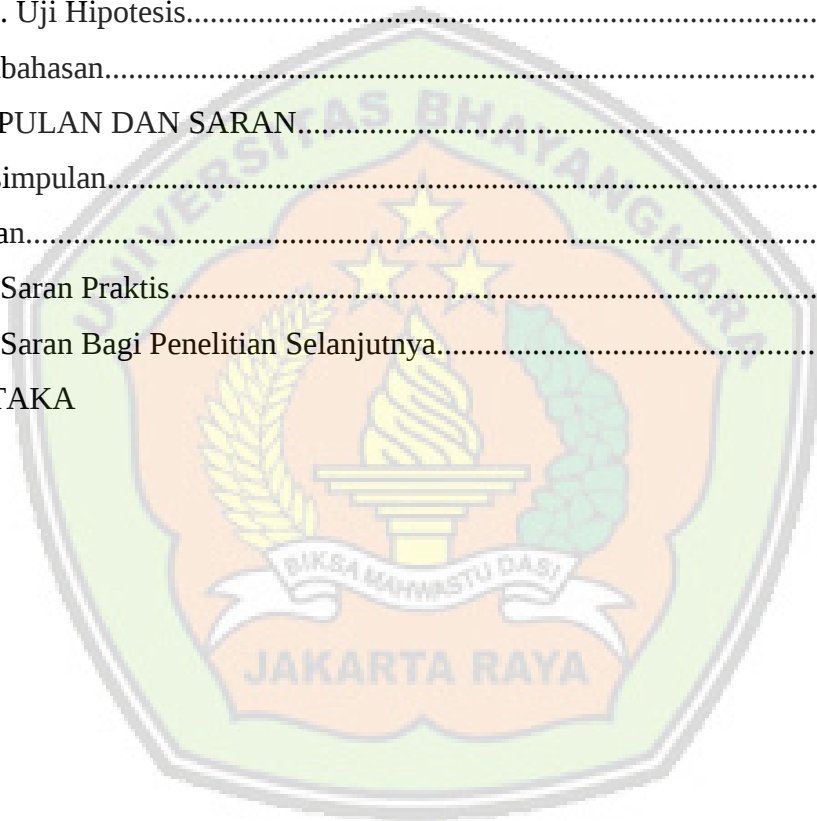 . Uji Hipotesis................................................................................
bahasan..........................................................................................
PULAN DAN SARAN.................................................................
simpulan.........................................................................................
an...................................................................................................
Saran Praktis.................................................................................
Saran Bagi Penelitian Selanjutnya...............................................
TAKA
UNIVERSITAS BHAYANGKARA
BIKSA MAHWASTU DASI
JAKARTA RAYA